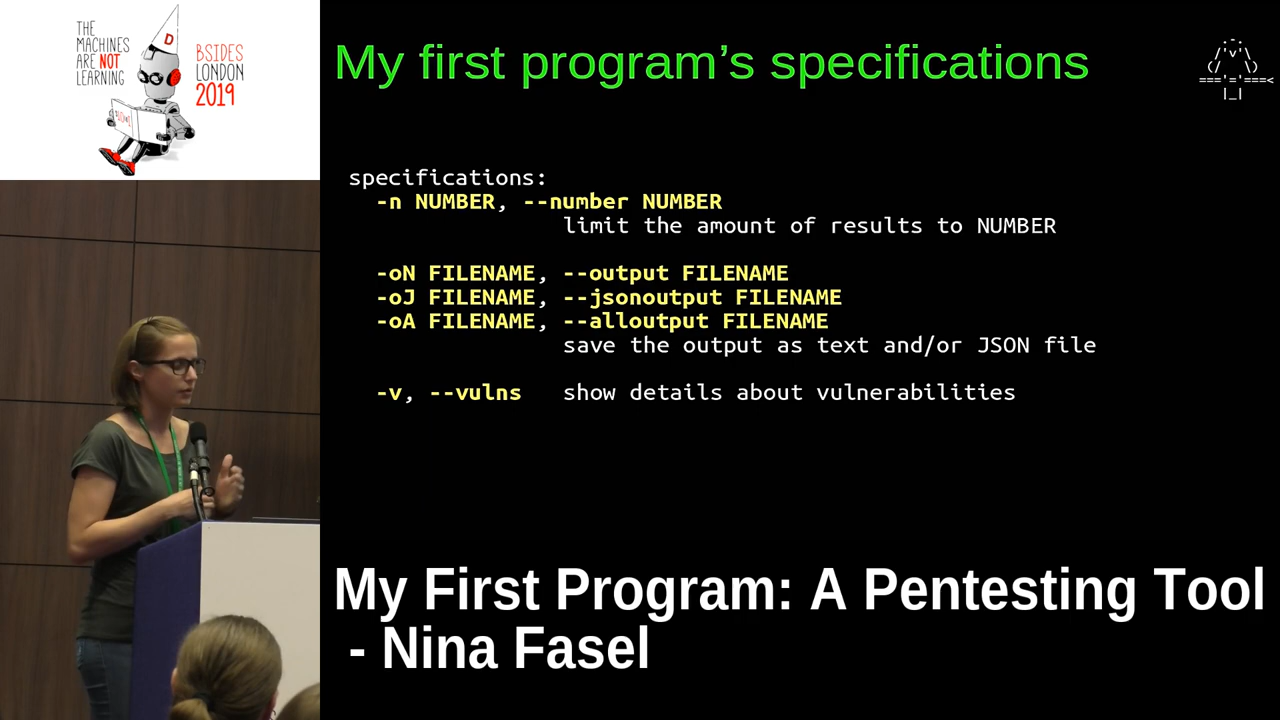 THE
MACHINES
ARE NOT
LEARNING
BSIDES
LONDON
2019
D
My first program’s specifications
specifications:
-n NUMBER, --number NUMBER
limit the amount of results to NUMBER
-oN FILENAME, --output FILENAME
-oJ FILENAME, --jsonoutput FILENAME
-oA FILENAME, --alloutput FILENAME
save the output as text and/or JSON file
-v, --vulns show details about vulnerabilities
My First Program: A Pentesting Tool
- Nina Fasel